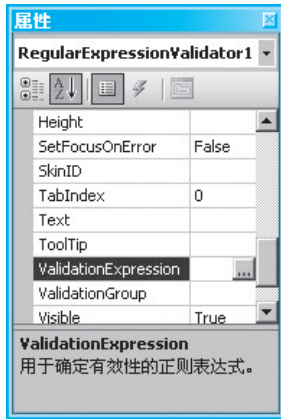 属性
RegularExpressionValidator1
Height
SetFocusOnError False
SkinID
TabIndex 0
Text
ToolTip
ValidationExpression ...
ValidationGroup
Visible True
ValidationExpression
用于确定有效性的正则表达式。